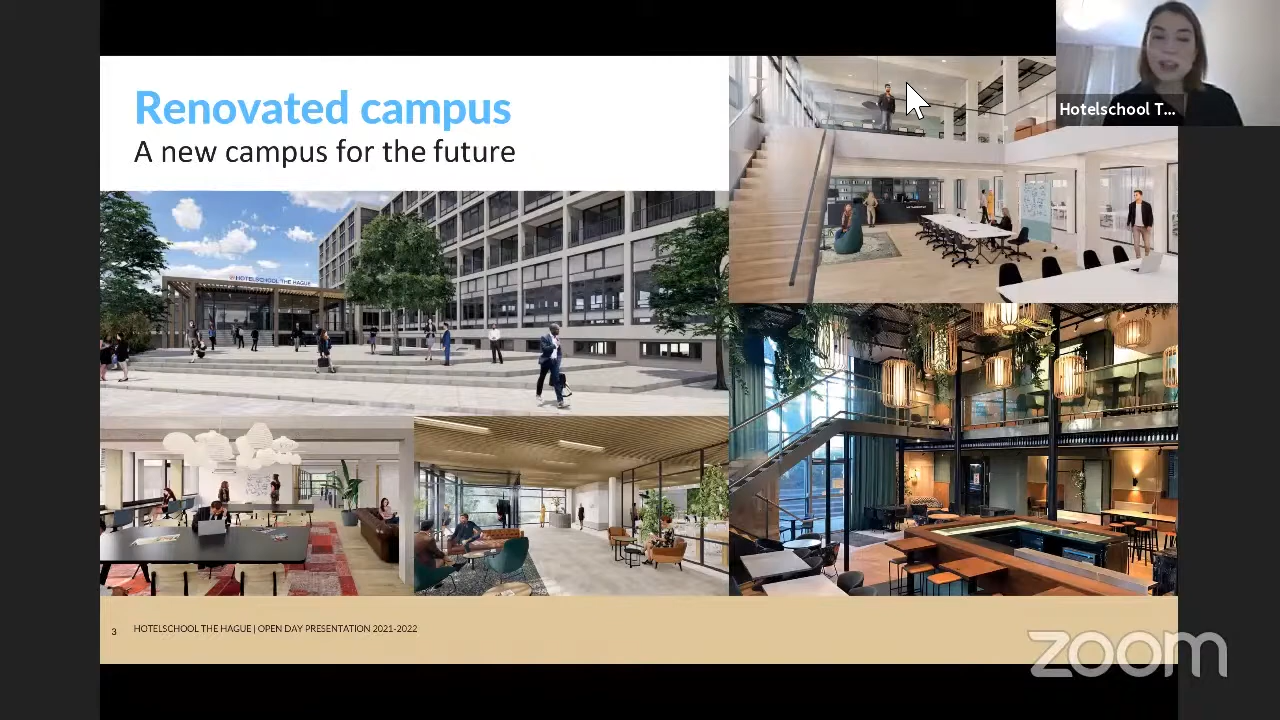 Renovated campus
A new campus for the future
Hotelschool T...
HOTELSCHOOL THE HAGUE
3
HOTELSCHOOL THE HAGUE | OPEN DAY PRESENTATION 2021-2022
zoom